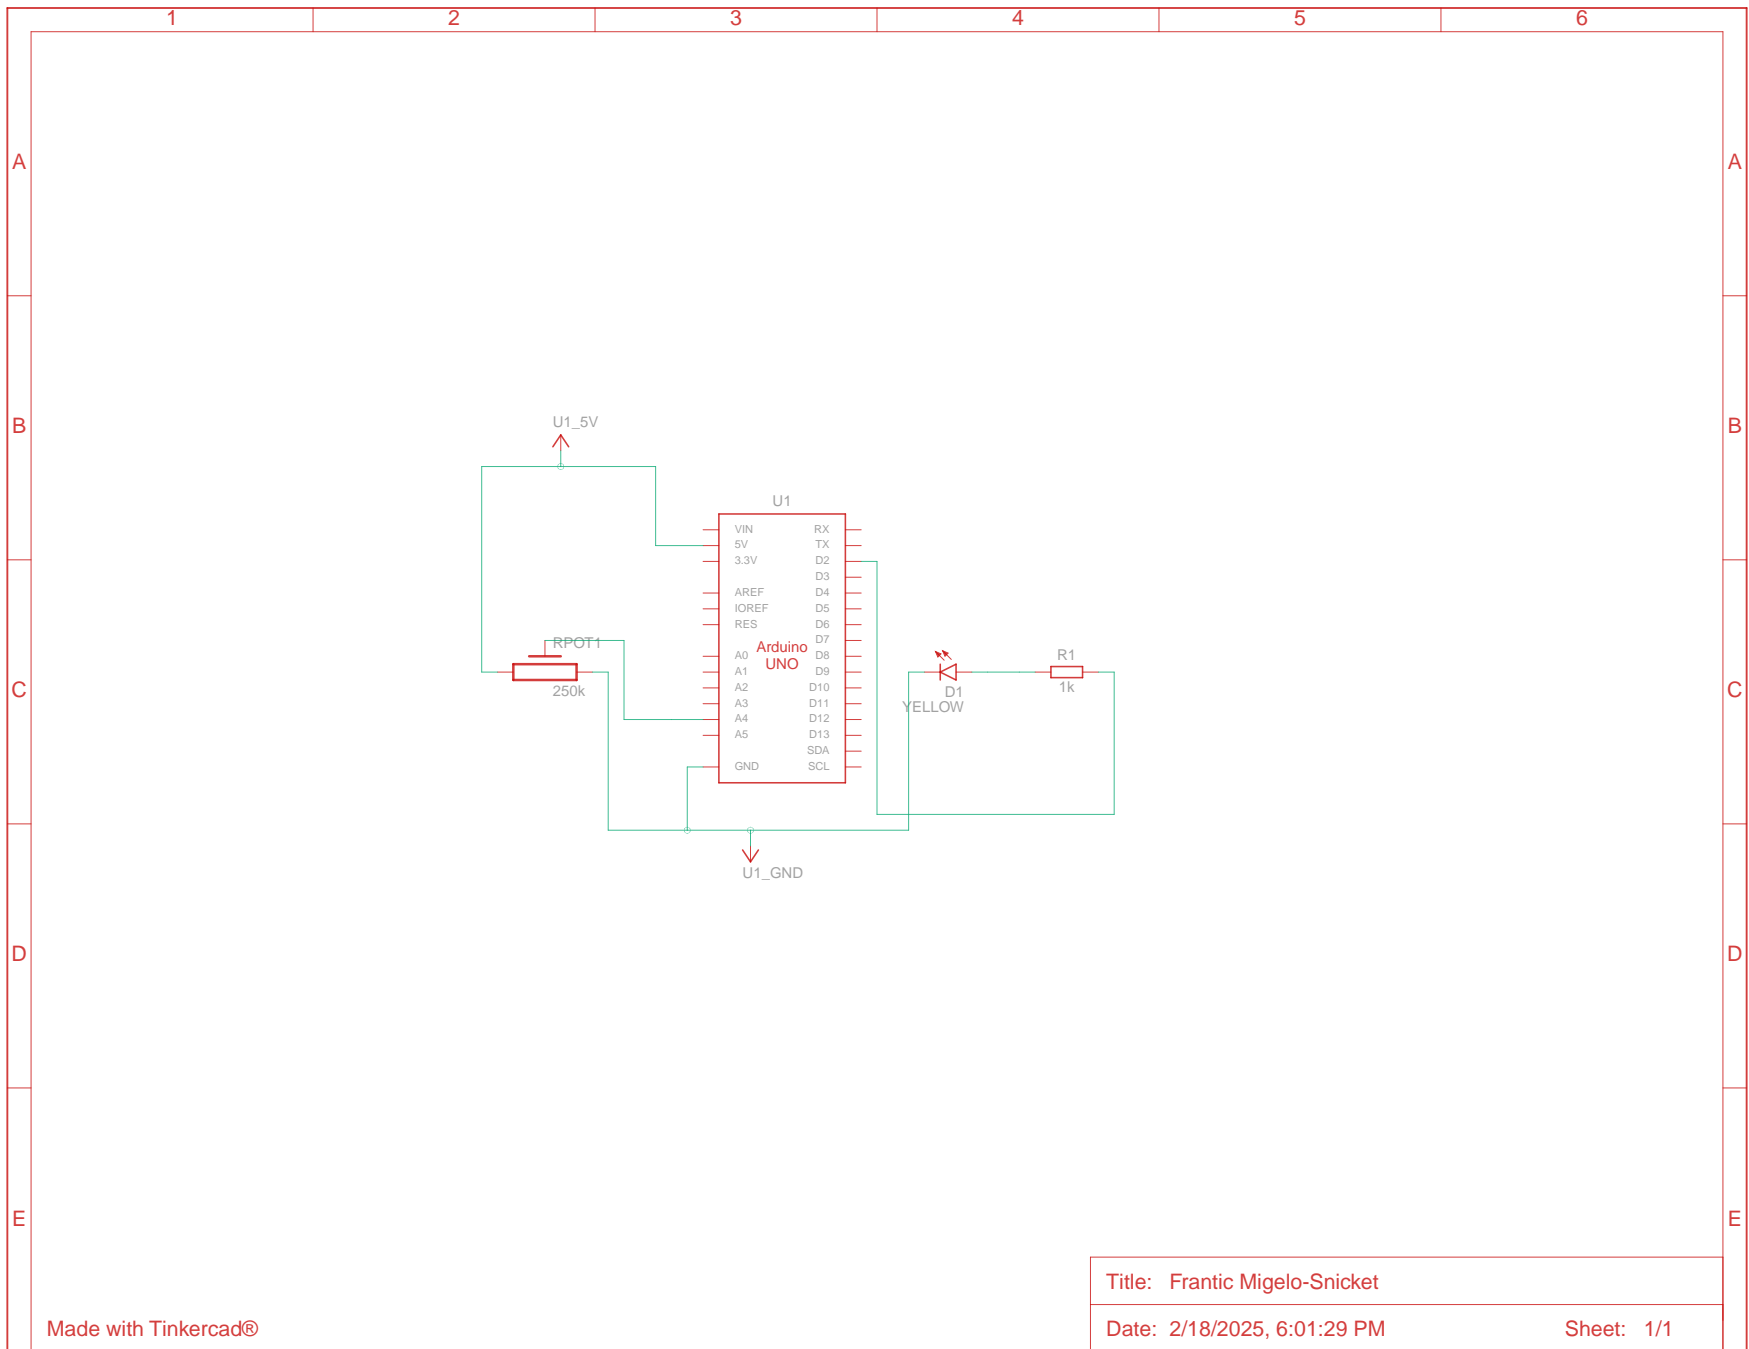 1 2 3 4 5 6
A A
B B
U1_5V
U1
VIN RX
5V TX
3.3V D2
D3
AREF D4
IOREF D5
RES D6
RPOT1 D7
Arduino
UNO
A0 D8
A1 D9
250k
A2 D10
A3 D11
A4 D12
A5 D13
SDA
GND SCL
R1
1k
D1
YELLOW
C C
U1_GND
D D
E E
Title: Frantic Migelo-Snicket
Made with Tinkercad®
Date: 2/18/2025, 6:01:29 PM Sheet: 1/1